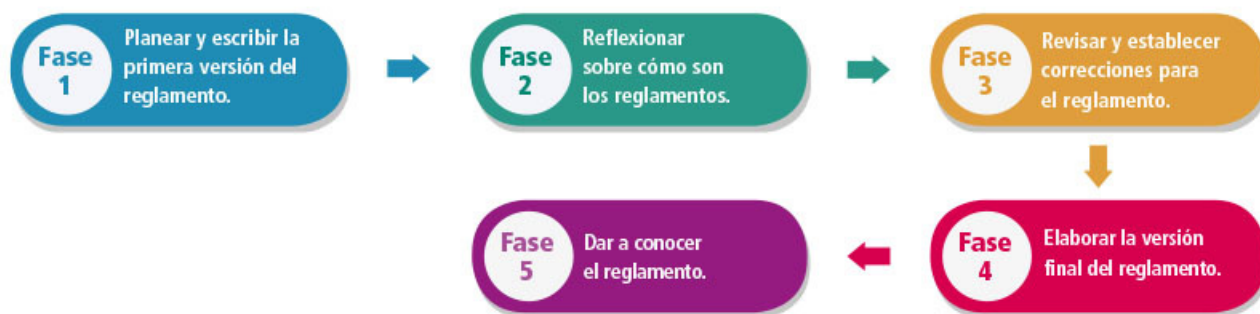 Fase
1
Planear y escribir la
primera versión del
reglamento.
Fase
2
Reflexionar
sobre cómo son
los reglamentos.
Fase
3
Revisar y establecer
correcciones para
el reglamento.
Fase
4
Elaborar la versión
final del reglamento.
Fase
5
Dar a conocer
el reglamento.